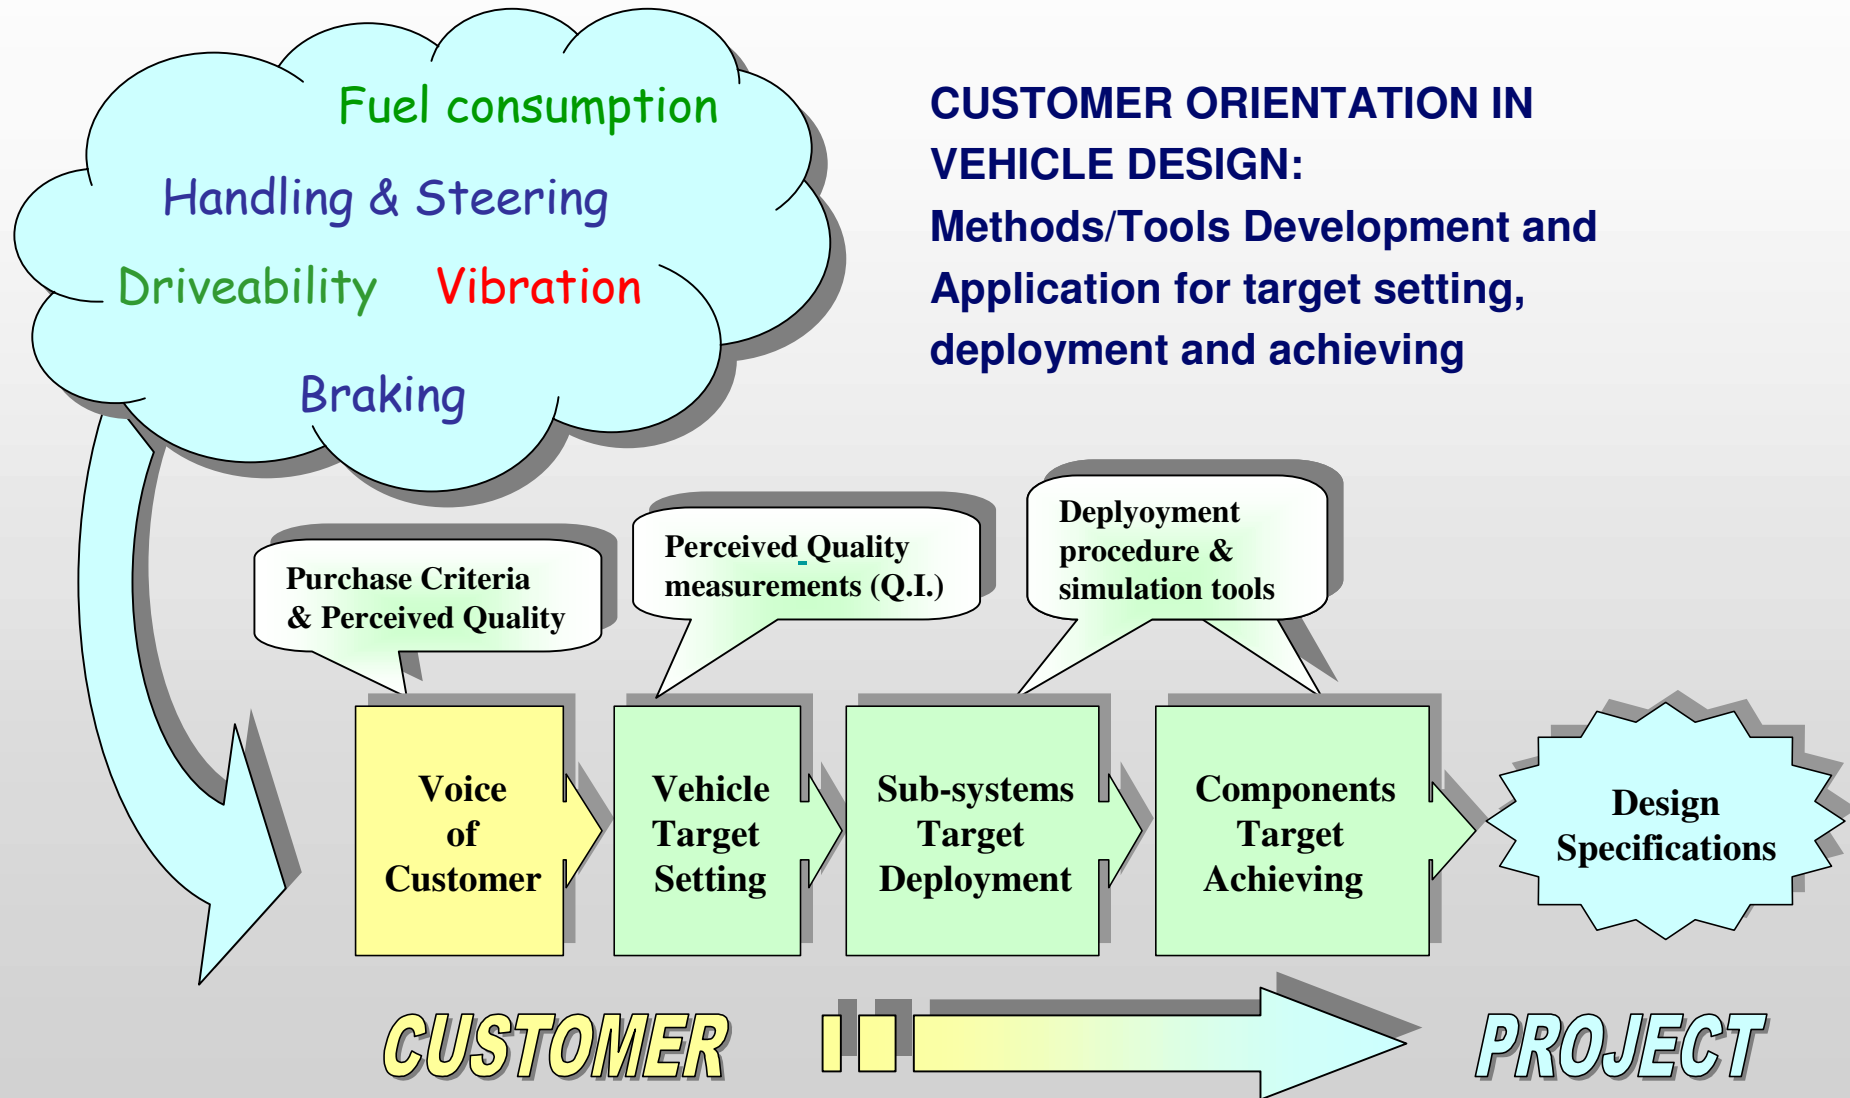 Fuel consumption
Handling & Steering
Driveability Vibration
Braking
CUSTOMER ORIENTATION IN
VEHICLE DESIGN:
Methods/Tools Development and
Application for target setting,
deployment and achieving
Purchase Criteria
& Perceived Quality
Perceived Quality
measurements (Q.I.)
Deplyoyment
procedure &
simulation tools
Voice
of
Customer
Vehicle
Target
Setting
Sub-systems
Target
Deployment
Components
Target
Achieving
Design
Specifications
CUSTOMER
PROJECT